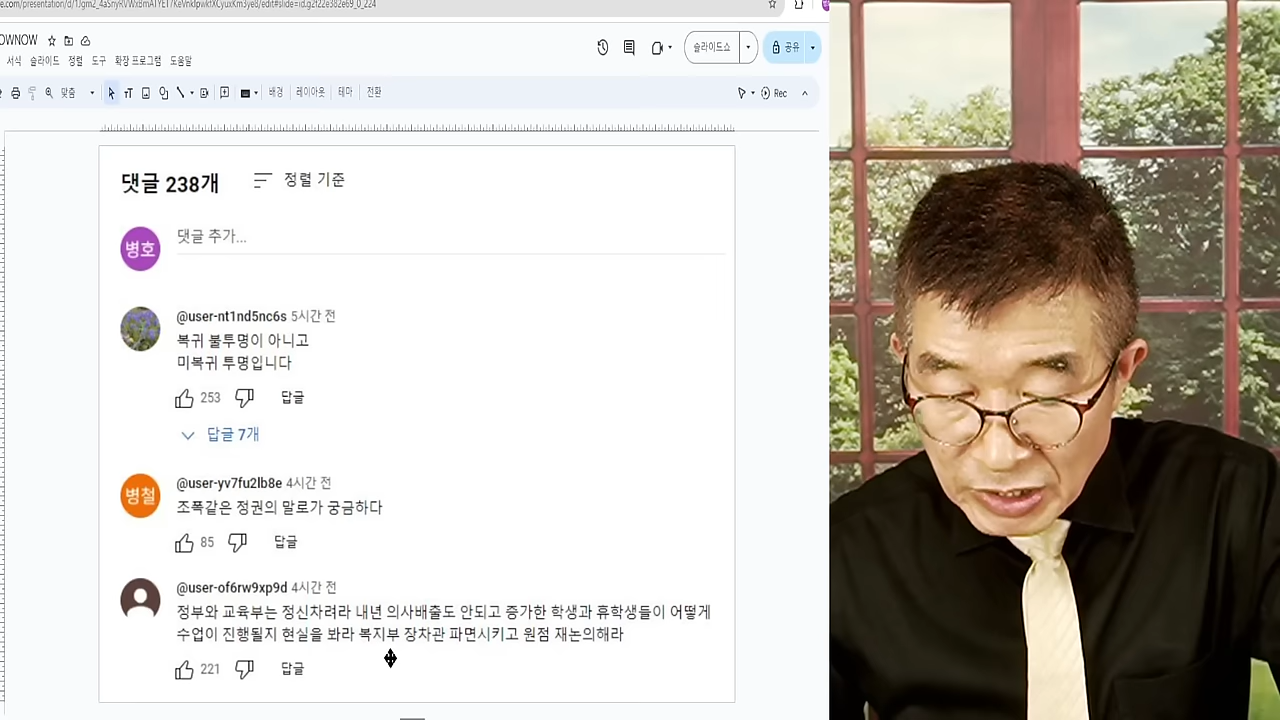 OWNOW
서식 슬라이드 정렬 도구 확장 프로그램 도움말
슬라이드쇼
공유
맞춤
배경 레이아웃 테마 전환
Rec
댓글 238개
정렬 기준
병호
댓글 추가...
@user-nt1nd5nc6s 5시간 전
복귀 불투명이 아니고
미복귀 투명입니다
253
답글
답글 7개
병철
@user-yv7fu2lb8e 4시간 전
조폭같은 정권의 말로가 궁금하다
85
답글
@user-of6rw9xp9d 4시간 전
정부와 교육부는 정신차려라 내년 의사배출도 안되고 증가한 학생과 휴학생들이 어떻게
수업이 진행될지 현실을 봐라 복지부 장차관 파면시키고 원점 재논의해라
221
답글